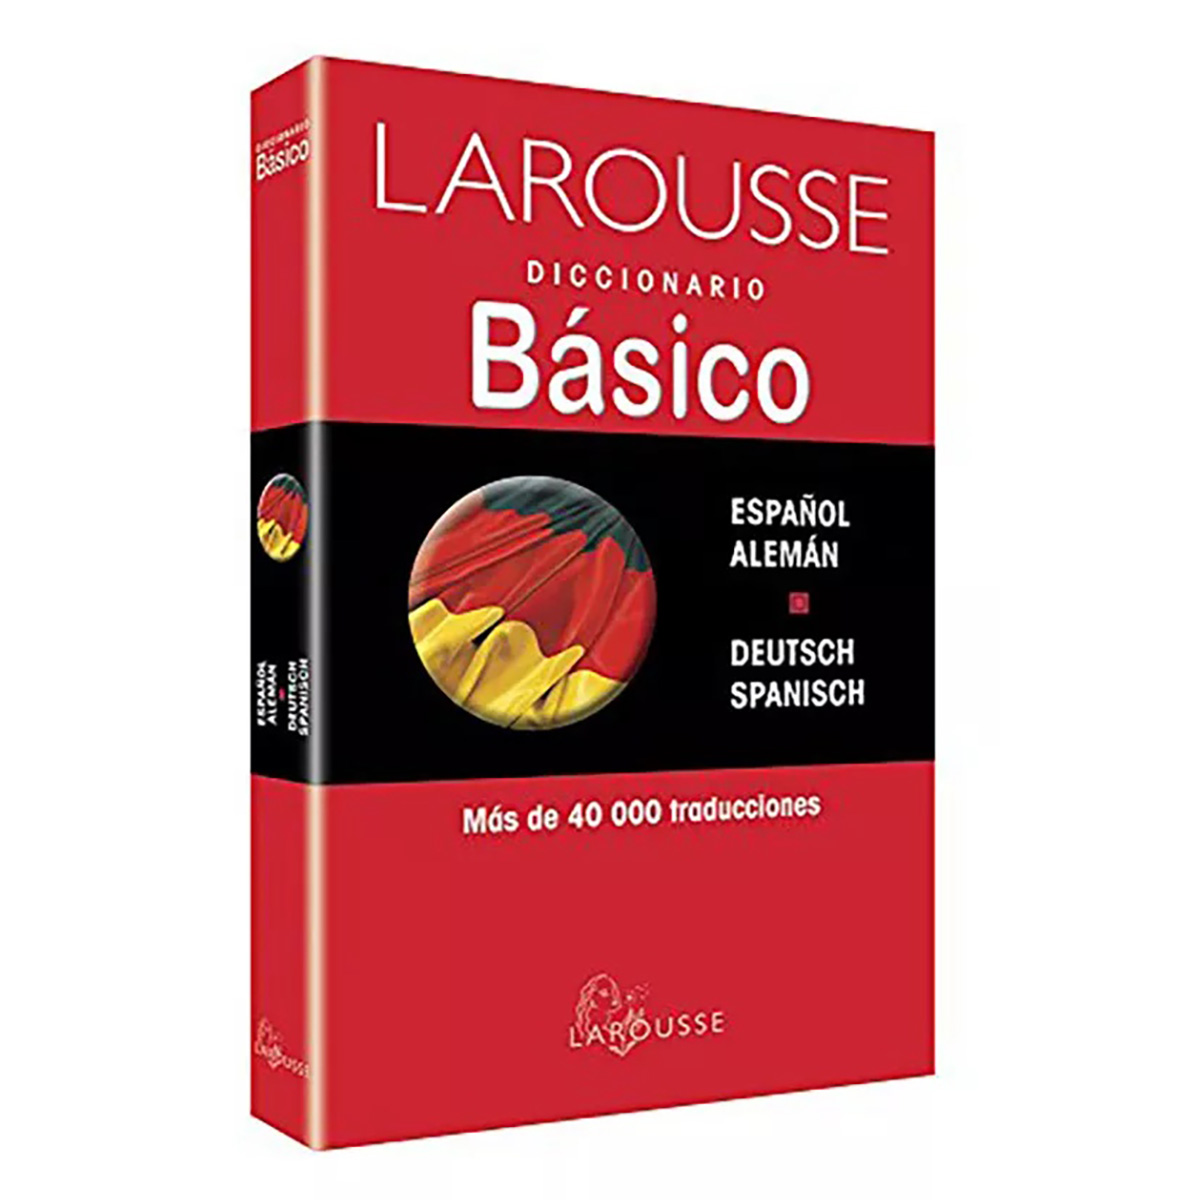 DICCIONARIO
Básico
ESPAÑOL
ALEMÁN
DEUTSCH
SPANISCH
LAROUSSE
LAROUSSE
DICCIONARIO
Básico
ESPAÑOL
ALEMÁN
DEUTSCH
SPANISCH
Más de 40 000 traducciones
LAROUSSE